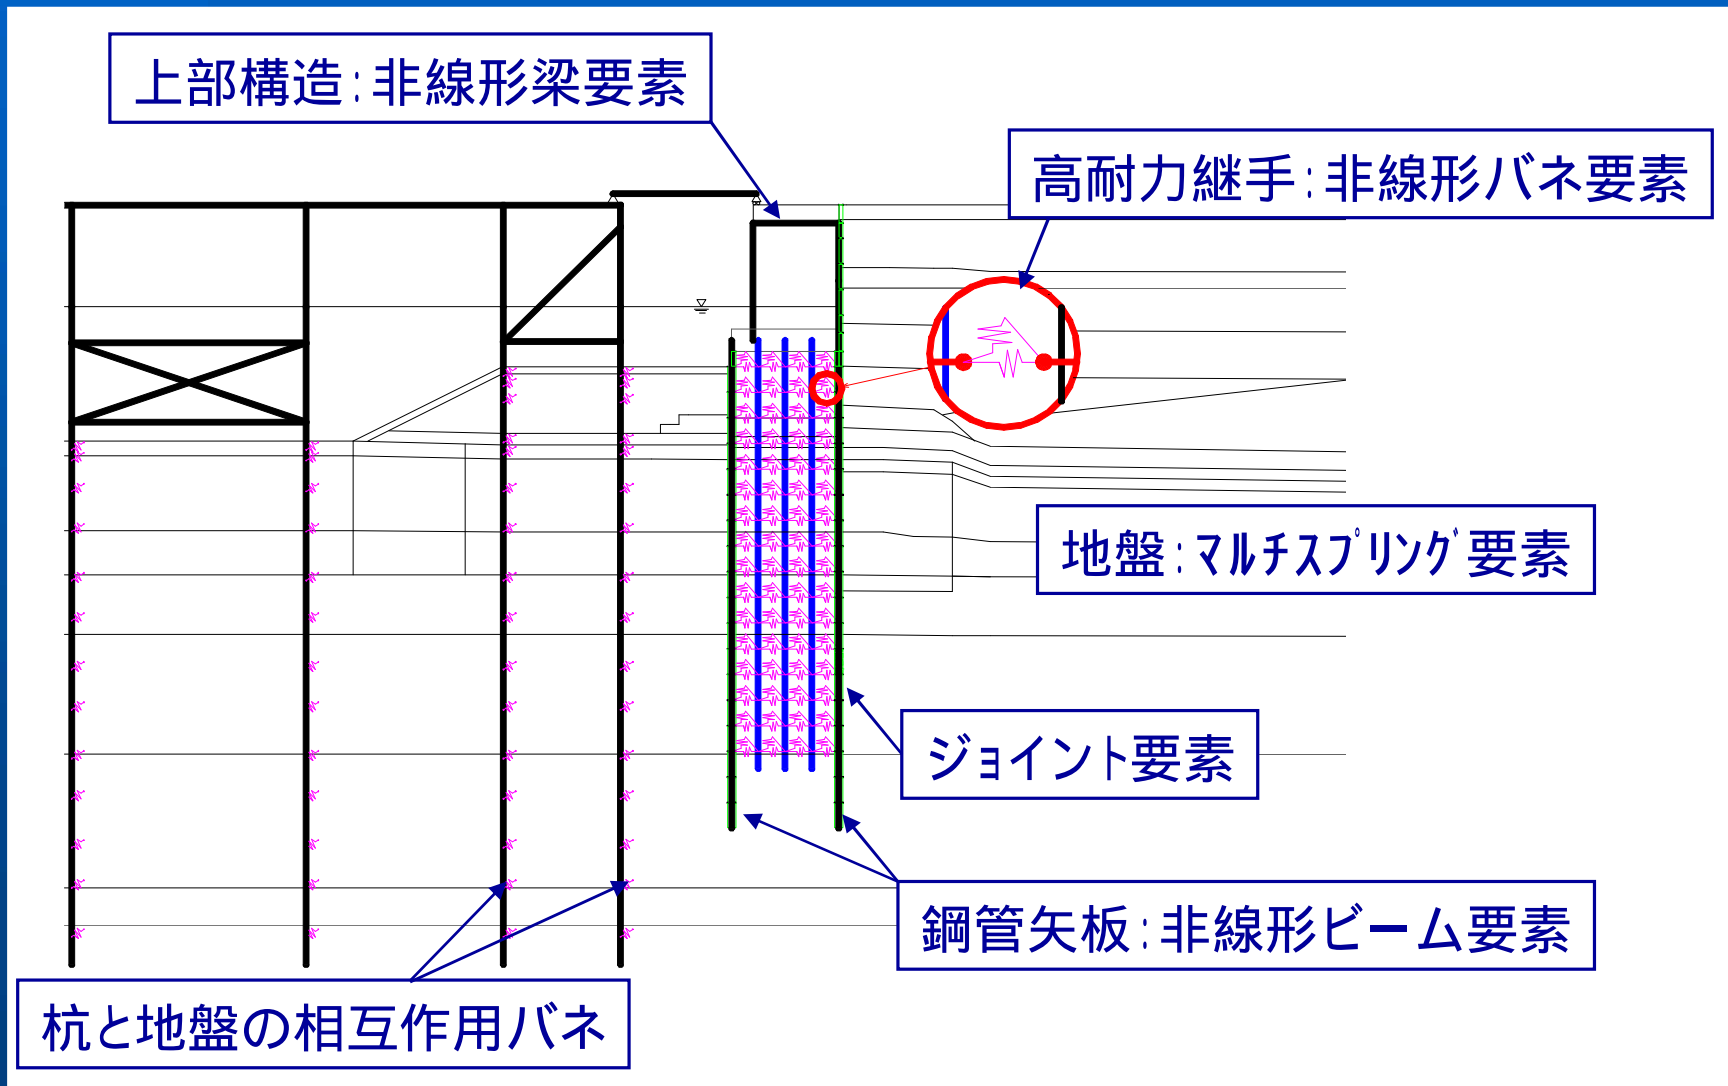 上部構造:非線形梁要素
高耐力継手:非線形バネ要素
地盤:ﾏﾙﾁｽﾌﾟﾘﾝｸﾞ要素
ジョイント要素
鋼管矢板:非線形ビーム要素
杭と地盤の相互作用バネ